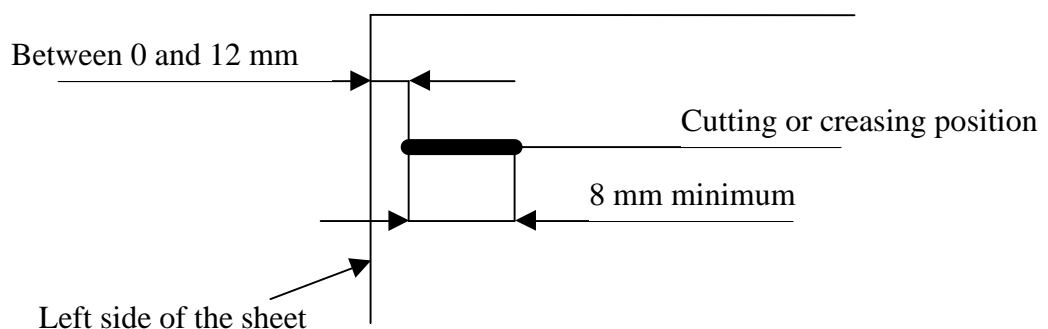 Between 0 and 12 mm
Cutting or creasing position
8 mm minimum
Left side of the sheet